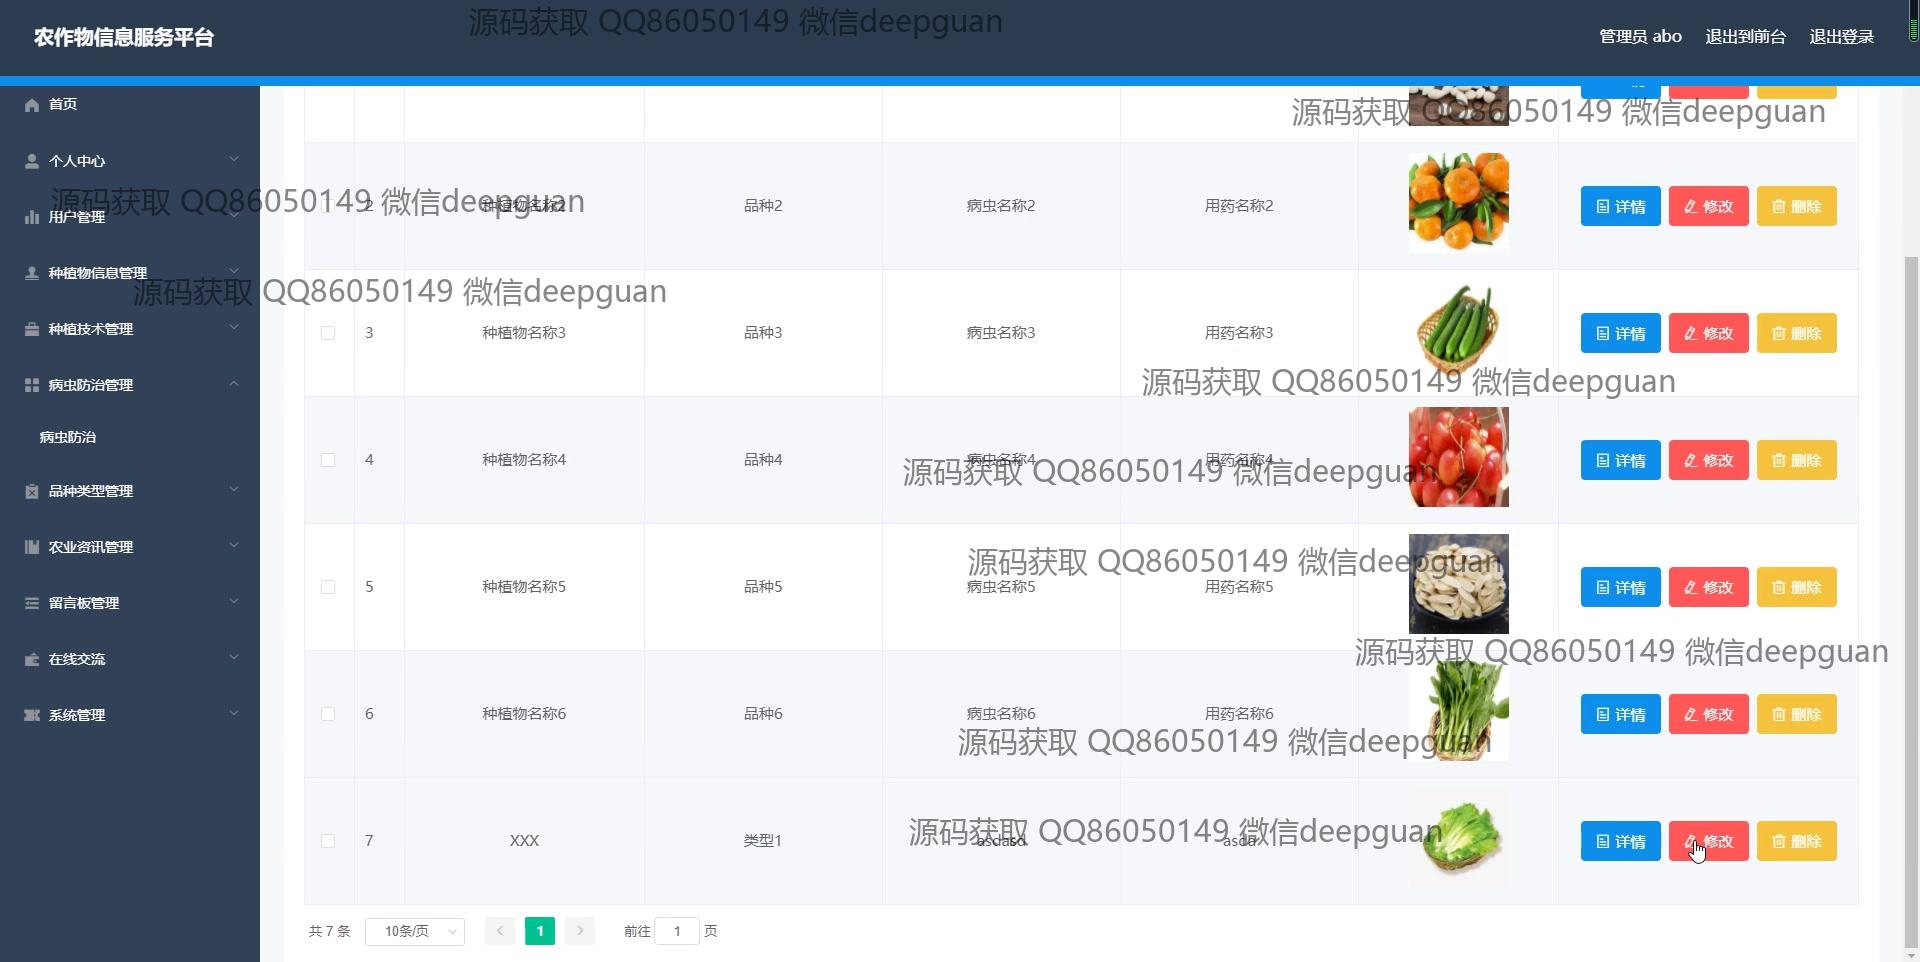 农作物信息服务平台
源码获取 QQ86050149 微信deepguan
管理员 abo
退出到前台
退出登录
首页
源码获取 QQ86050149 微信deepguan
个人中心
源码获取 QQ86050149 微信deepguan
用户管理
2 种植物名称2 品种2 病虫名称2 用药名称2 详情 修改 删除
种植物信息管理
源码获取 QQ86050149 微信deepguan
种植技术管理
3 种植物名称3 品种3 病虫名称3 用药名称3 详情 修改 删除
病虫防治管理
源码获取 QQ86050149 微信deepguan
病虫防治
4 种植物名称4 品种4 病虫名称4 用药名称4 详情 修改 删除
源码获取 QQ86050149 微信deepguan
品种类型管理
农业资讯管理
源码获取 QQ86050149 微信deepguan
5 种植物名称5 品种5 病虫名称5 用药名称5 详情 修改 删除
留言板管理
在线交流
源码获取 QQ86050149 微信deepguan
系统管理
6 种植物名称6 品种6 病虫名称6 用药名称6 详情 修改 删除
源码获取 QQ86050149 微信deepguan
源码获取 QQ86050149 微信deepguan
7 XXX 类型1 asdasd asda 详情 修改 删除
共 7 条 10条/页 1 前往 1 页